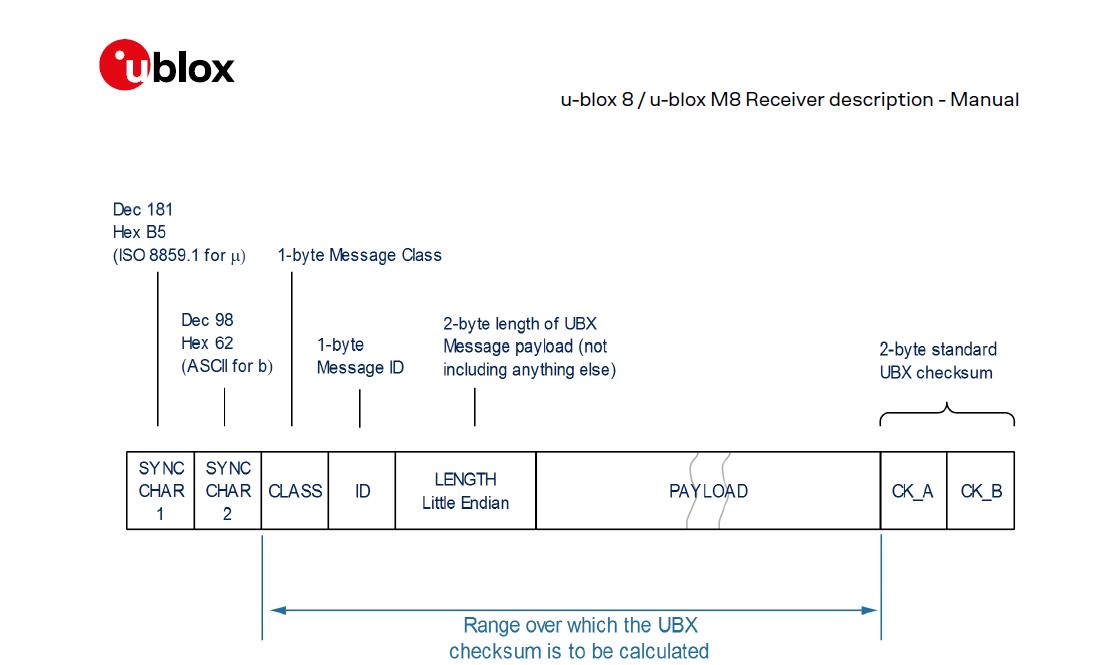 ublox
u-blox 8 / u-blox M8 Receiver description - Manual
Dec 181
Hex B5
(ISO 8859.1 for μ)
1-byte Message Class
Dec 98
Hex 62
(ASCII for b)
1-byte
Message ID
2-byte length of UBX
Message payload (not
including anything else)
2-byte standard
UBX checksum
SYNC
CHAR
1
SYNC
CHAR
2
CLASS
ID
LENGTH
Little Endian
PAYLOAD
CK_A
CK_B
Range over which the UBX
checksum is to be calculated